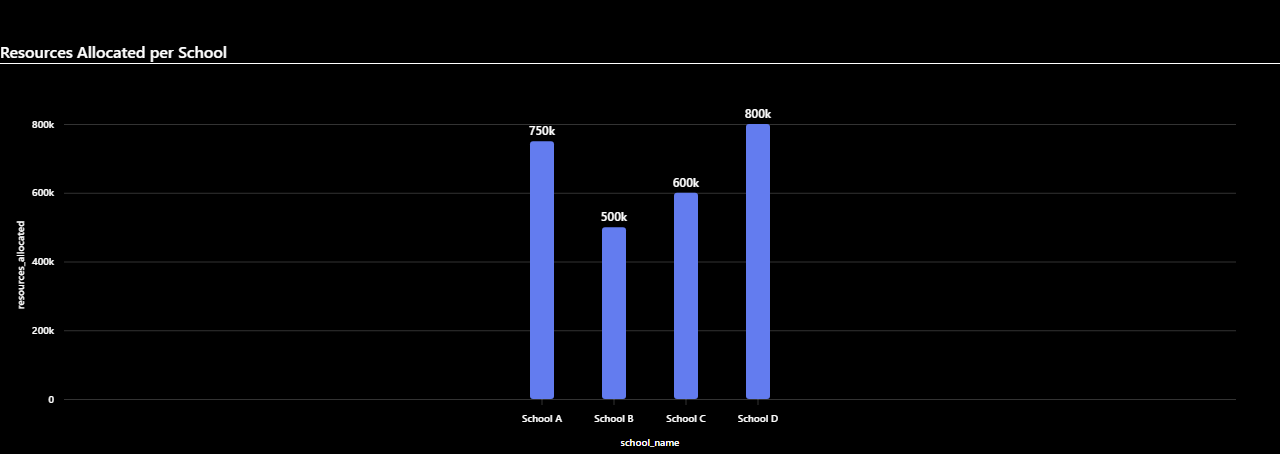 Resources Allocated per School
800k
750k
800k
600k
600k
500k
400k
200k
0
resources_allocated
School A School B School C School D
school_name